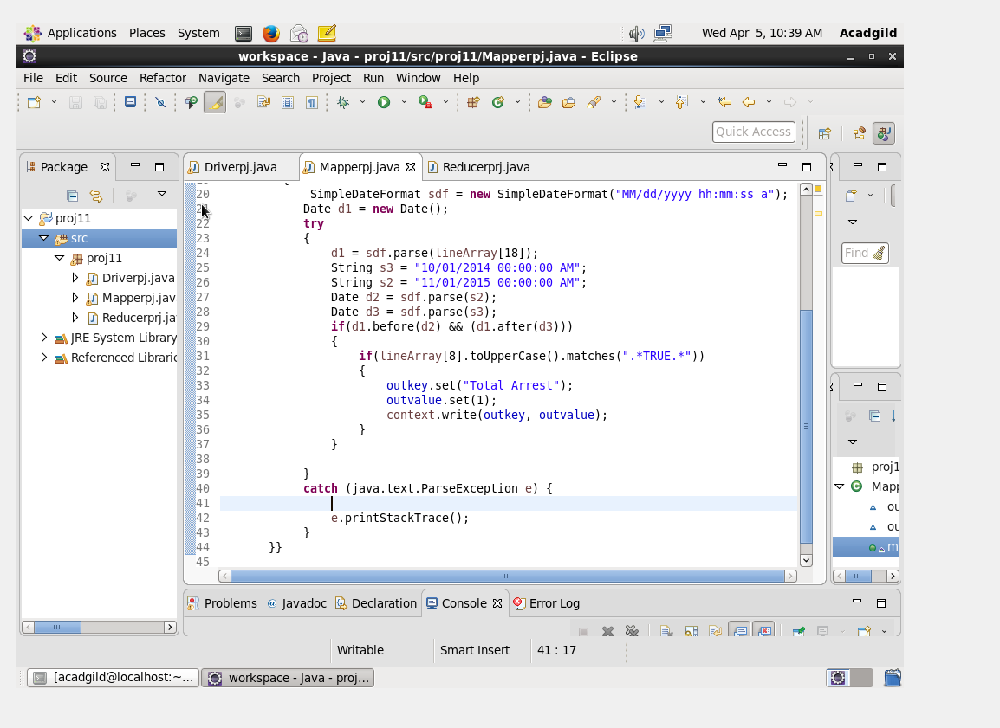 Applications Places System Wed Apr 5, 10:39 AM Acadgild
workspace - Java - proj11/src/proj11/Mapperpj.java - Eclipse
File Edit Source Refactor Navigate Search Project Run Window Help
Quick Access
Package Driverpj.java Mapperpj.java Reducerprj.java
proj11
src
proj11
Driverpj.java
Mapperpj.jav
Reducerprj.ja
JRE System Library
Referenced Librarie
20 SimpleDateFormat sdf = new SimpleDateFormat("MM/dd/yyyy hh:mm:ss a");
21 Date d1 = new Date();
22 try
23 {
24 d1 = sdf.parse(lineArray[18]);
25 String s3 = "10/01/2014 00:00:00 AM";
26 String s2 = "11/01/2015 00:00:00 AM";
27 Date d2 = sdf.parse(s2);
28 Date d3 = sdf.parse(s3);
29 if(d1.before(d2) && (d1.after(d3)))
30 {
31 if(lineArray[8].toUpperCase().matches(".*TRUE.*"))
32 {
33 outkey.set("Total Arrest");
34 outvalue.set(1);
35 context.write(outkey, outvalue);
36 }
37 }
38
39 }
40 catch (java.text.ParseException e) {
41
42 e.printStackTrace();
43 }
44 }}
45
Find
proj1
Mapp
ou
ou
m
Problems @ Javadoc Declaration Console Error Log
Writable Smart Insert 41 : 17
[acadgild@localhost:~... workspace - Java - proj...